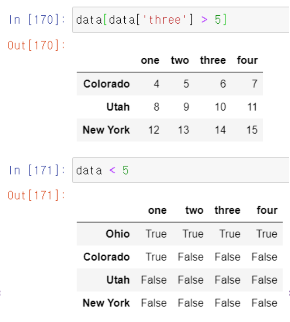 In [170]: data[data['three'] > 5]
Out[170]:
one two three four
Colorado 4 5 6 7
Utah 8 9 10 11
New York 12 13 14 15
In [171]: data < 5
Out[171]:
one two three four
Ohio True True True True
Colorado True False False False
Utah False False False False
New York False False False False